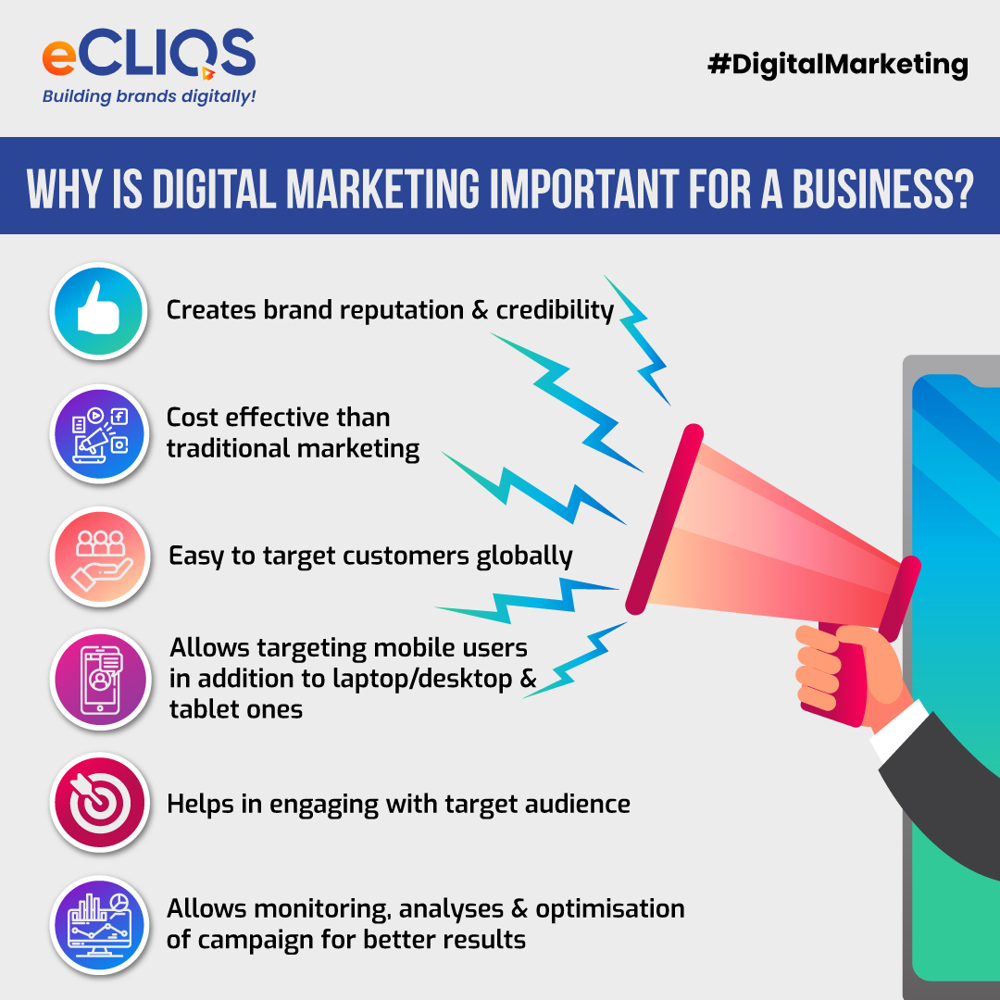 eCLIQS
Building brands digitally!
#DigitalMarketing
WHY IS DIGITAL MARKETING IMPORTANT FOR A BUSINESS?
Creates brand reputation & credibility
Cost effective than
traditional marketing
Easy to target customers globally
Allows targeting mobile users
in addition to laptop/desktop &
tablet ones
Helps in engaging with target audience
Allows monitoring, analyses & optimisation
of campaign for better results